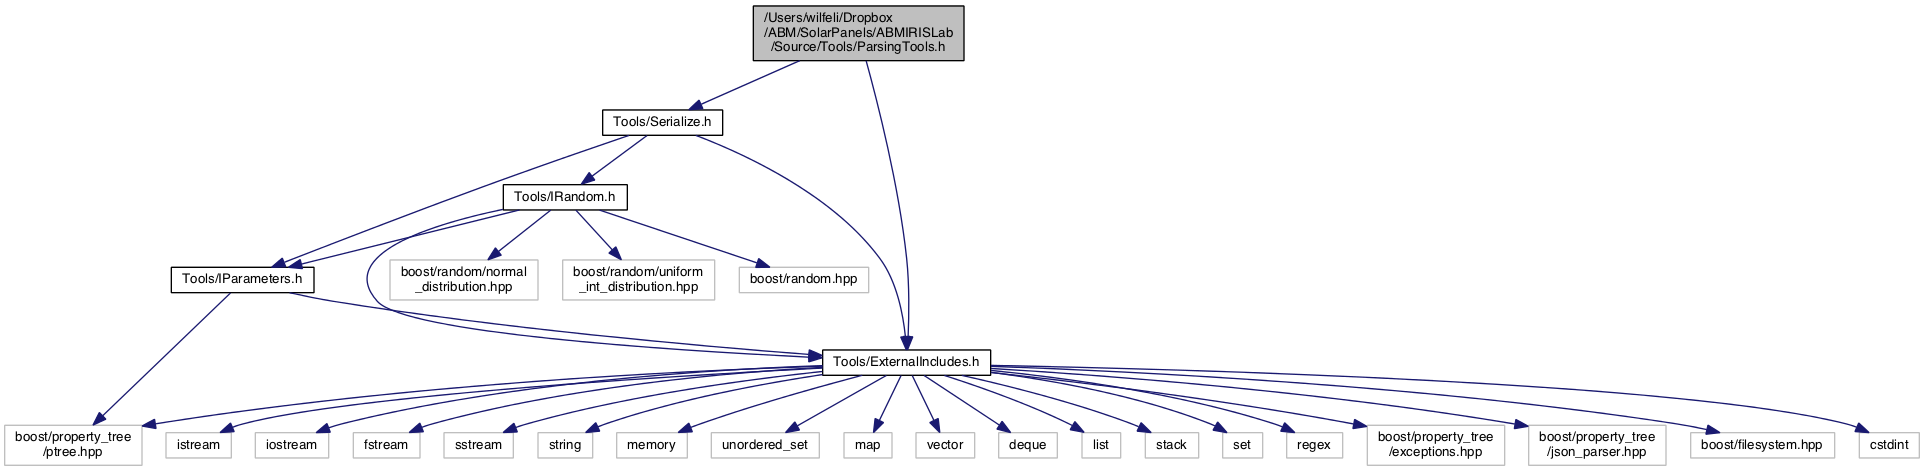 /Users/wilfeli/Dropbox
/ABM/SolarPanels/ABMIRISLab
/Source/Tools/ParsingTools.h
Tools/Serialize.h
Tools/IRandom.h
Tools/IParameters.h
boost/random/normal
_distribution.hpp
boost/random/uniform
_int_distribution.hpp
boost/random.hpp
Tools/ExternalIncludes.h
boost/property_tree
/ptree.hpp
istream
iostream
fstream
sstream
string
memory
unordered_set
map
vector
deque
list
stack
set
regex
boost/property_tree
/exceptions.hpp
boost/property_tree
/json_parser.hpp
boost/filesystem.hpp
cstdint